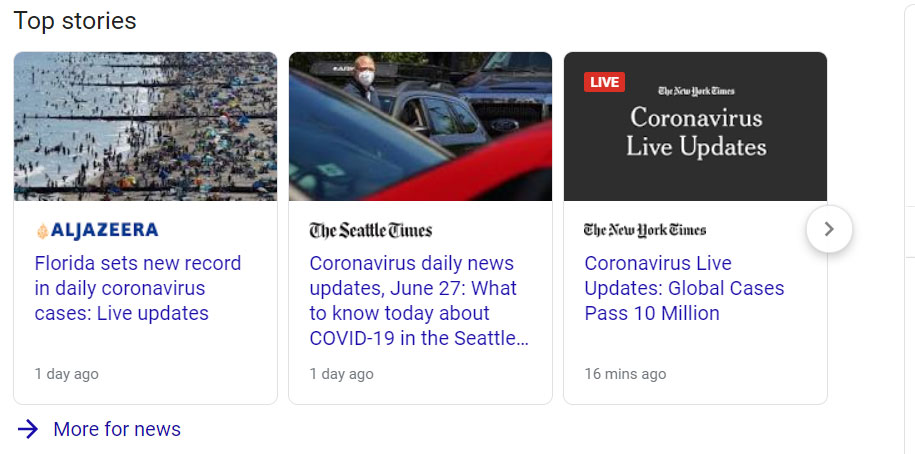 Top stories
ALJAZEERA
Florida sets new record
in daily coronavirus
cases: Live updates
1 day ago
The Seattle Times
Coronavirus daily news
updates, June 27: What
to know today about
COVID-19 in the Seattle...
1 day ago
LIVE
The New York Times
Coronavirus
Live Updates
The New York Times
Coronavirus Live
Updates: Global Cases
Pass 10 Million
16 mins ago
More for news